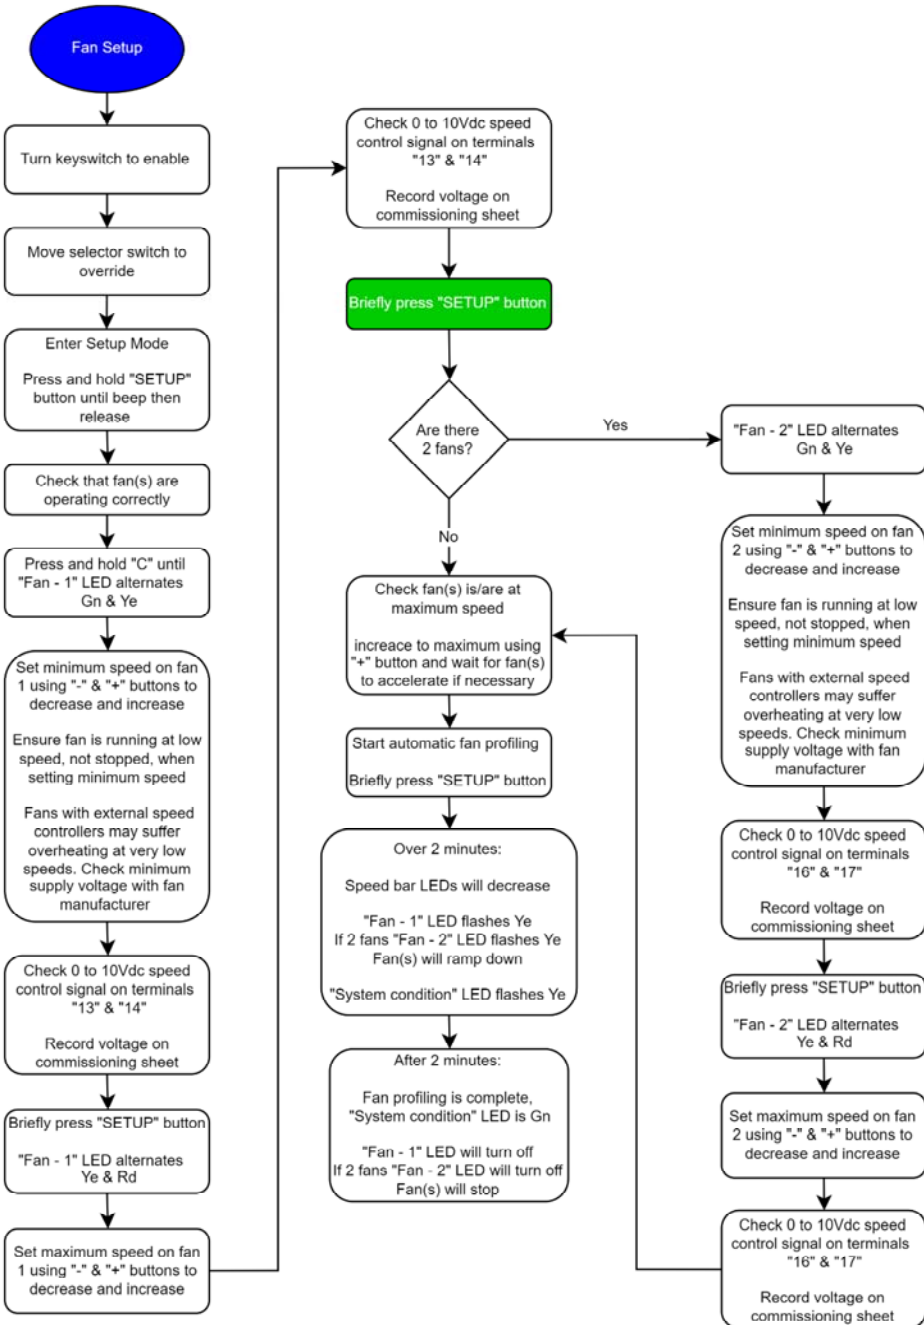 Fan Setup
Turn keyswitch to enable
Move selector switch to
override
Enter Setup Mode
Press and hold "SETUP"
button until beep then
release
Check that fan(s) are
operating correctly
Press and hold "C" until
"Fan - 1" LED alternates
Gn & Ye
Set minimum speed on fan
1 using "-" & "+" buttons to
decrease and increase
Ensure fan is running at low
speed, not stopped, when
setting minimum speed
Fans with external speed
controllers may suffer
overheating at very low
speeds. Check minimum
supply voltage with fan
manufacturer
Check 0 to 10Vdc speed
control signal on terminals
"13" & "14"
Record voltage on
commissioning sheet
Briefly press "SETUP" button
"Fan - 1" LED alternates
Ye & Rd
Set maximum speed on fan
1 using "-" & "+" buttons to
decrease and increase
Check 0 to 10Vdc speed
control signal on terminals
"13" & "14"
Record voltage on
commissioning sheet
Briefly press "SETUP" button
Are there
2 fans?
Yes
No
Check fan(s) is/are at
maximum speed
increace to maximum using
"+" button and wait for fan(s)
to accelerate if necessary
Start automatic fan profiling
Briefly press "SETUP" button
Over 2 minutes:
Speed bar LEDs will decrease
"Fan - 1" LED flashes Ye
If 2 fans "Fan - 2" LED flashes Ye
Fan(s) will ramp down
"System condition" LED flashes Ye
After 2 minutes:
Fan profiling is complete,
"System condition" LED is Gn
"Fan - 1" LED will turn off
If 2 fans "Fan - 2" LED will turn off
Fan(s) will stop
"Fan - 2" LED alternates
Gn & Ye
Set minimum speed on fan
2 using "-" & "+" buttons to
decrease and increase
Ensure fan is running at low
speed, not stopped, when
setting minimum speed
Fans with external speed
controllers may suffer
overheating at very low
speeds. Check minimum
supply voltage with fan
manufacturer
Check 0 to 10Vdc speed
control signal on terminals
"16" & "17"
Record voltage on
commissioning sheet
Briefly press "SETUP" button
"Fan - 2" LED alternates
Ye & Rd
Set maximum speed on fan
2 using "-" & "+" buttons to
decrease and increase
Check 0 to 10Vdc speed
control signal on terminals
"16" & "17"
Record voltage on
commissioning sheet